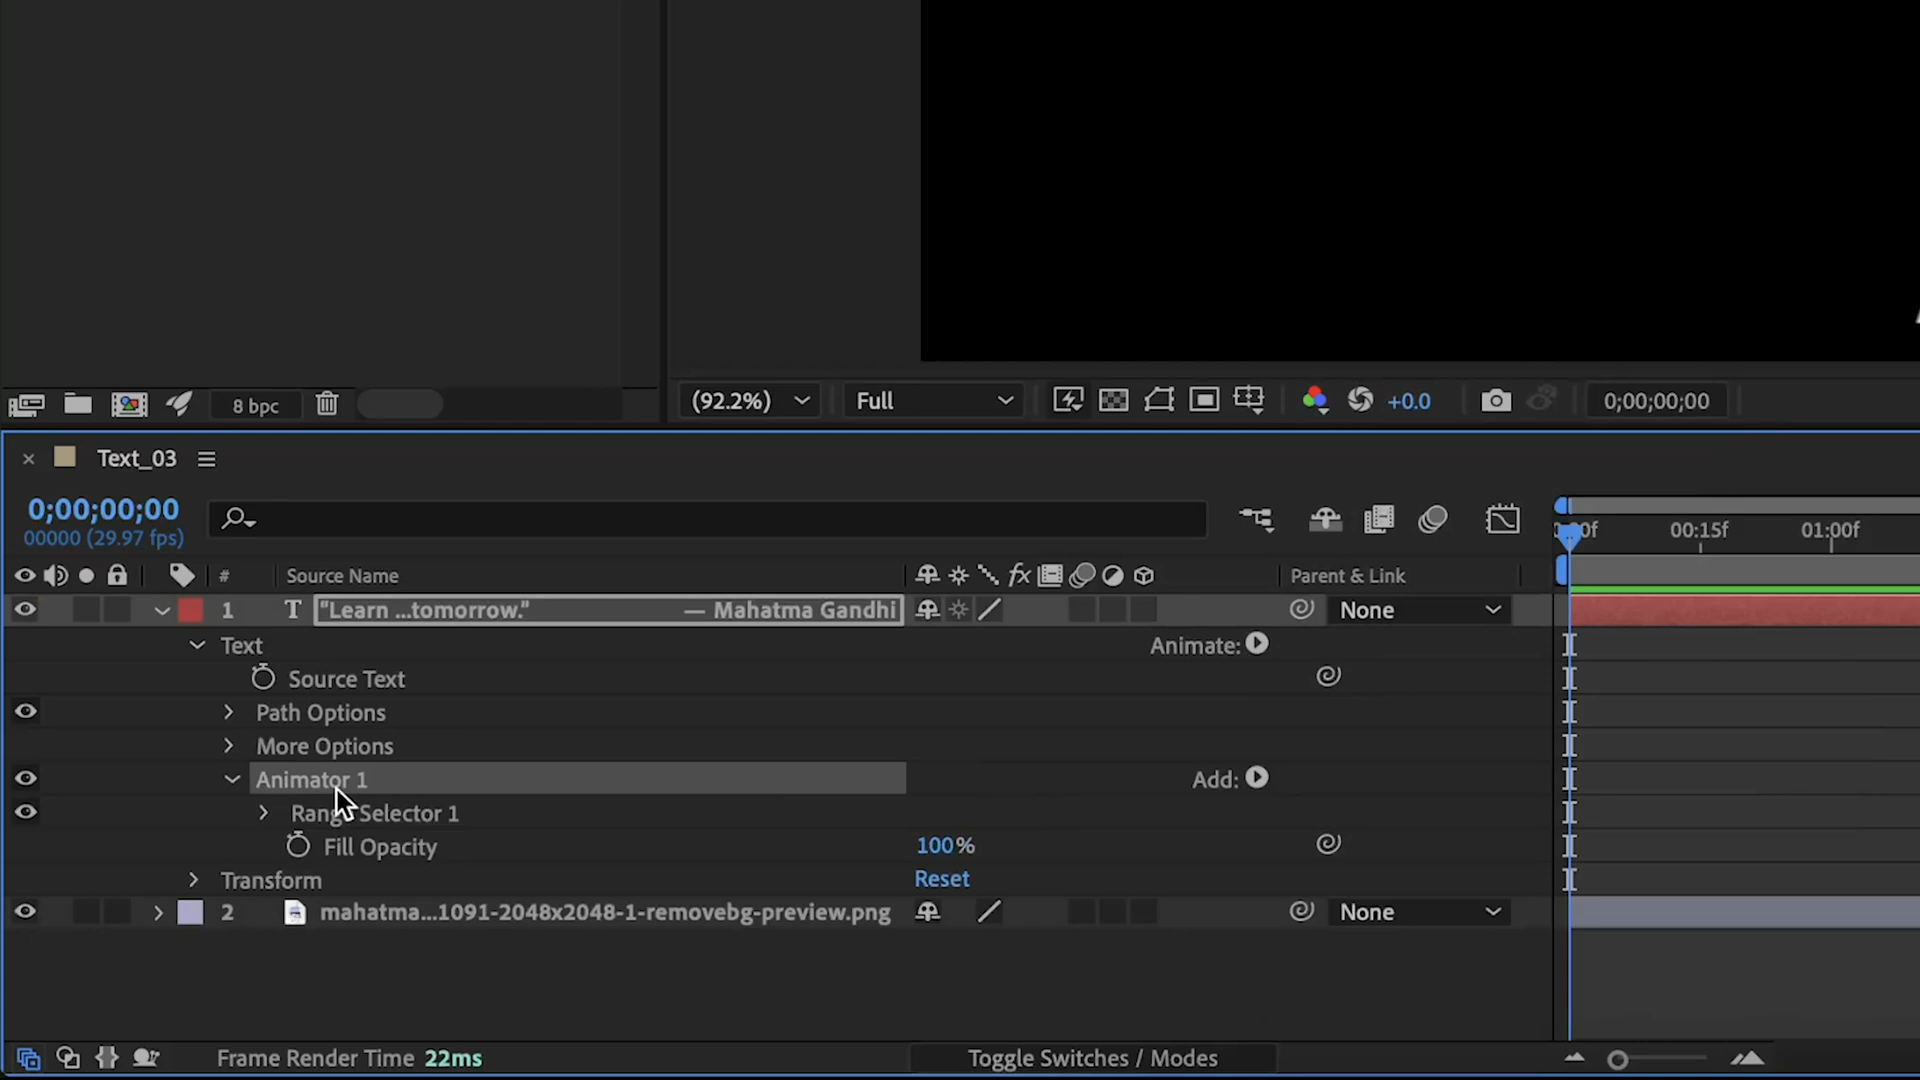 8 bpc
(92.2%) Full +0.0 0;00;00;00
Text_03
0;00;00;00
00000 (29.97 fps)
00f 00:15f 01:00f
# Source Name fx Parent & Link
1 T "Learn ...tomorrow." — Mahatma Gandhi None
Text Animate:
Source Text
Path Options
More Options
Animator 1 Add:
Range Selector 1
Fill Opacity 100%
Transform Reset
2 mahatma...1091-2048x2048-1-removebg-preview.png None
Frame Render Time 22ms Toggle Switches / Modes